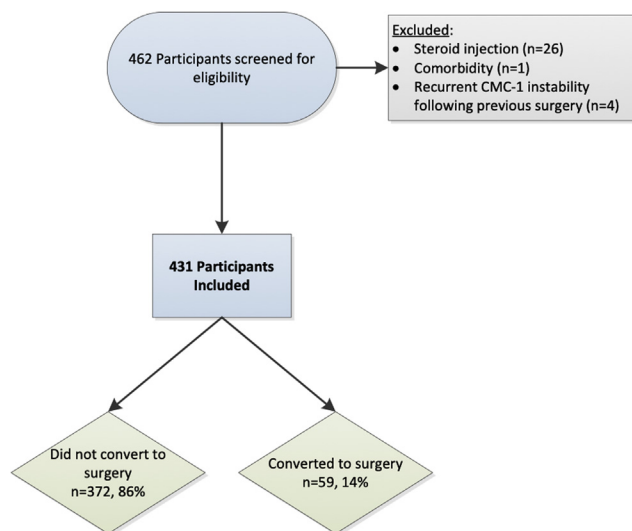 462 Participants screened for
eligibility
Excluded:
• Steroid injection (n=26)
• Comorbidity (n=1)
• Recurrent CMC-1 instability
following previous surgery (n=4)
431 Participants
Included
Did not convert to
surgery
n=372, 86%
Converted to surgery
n=59, 14%